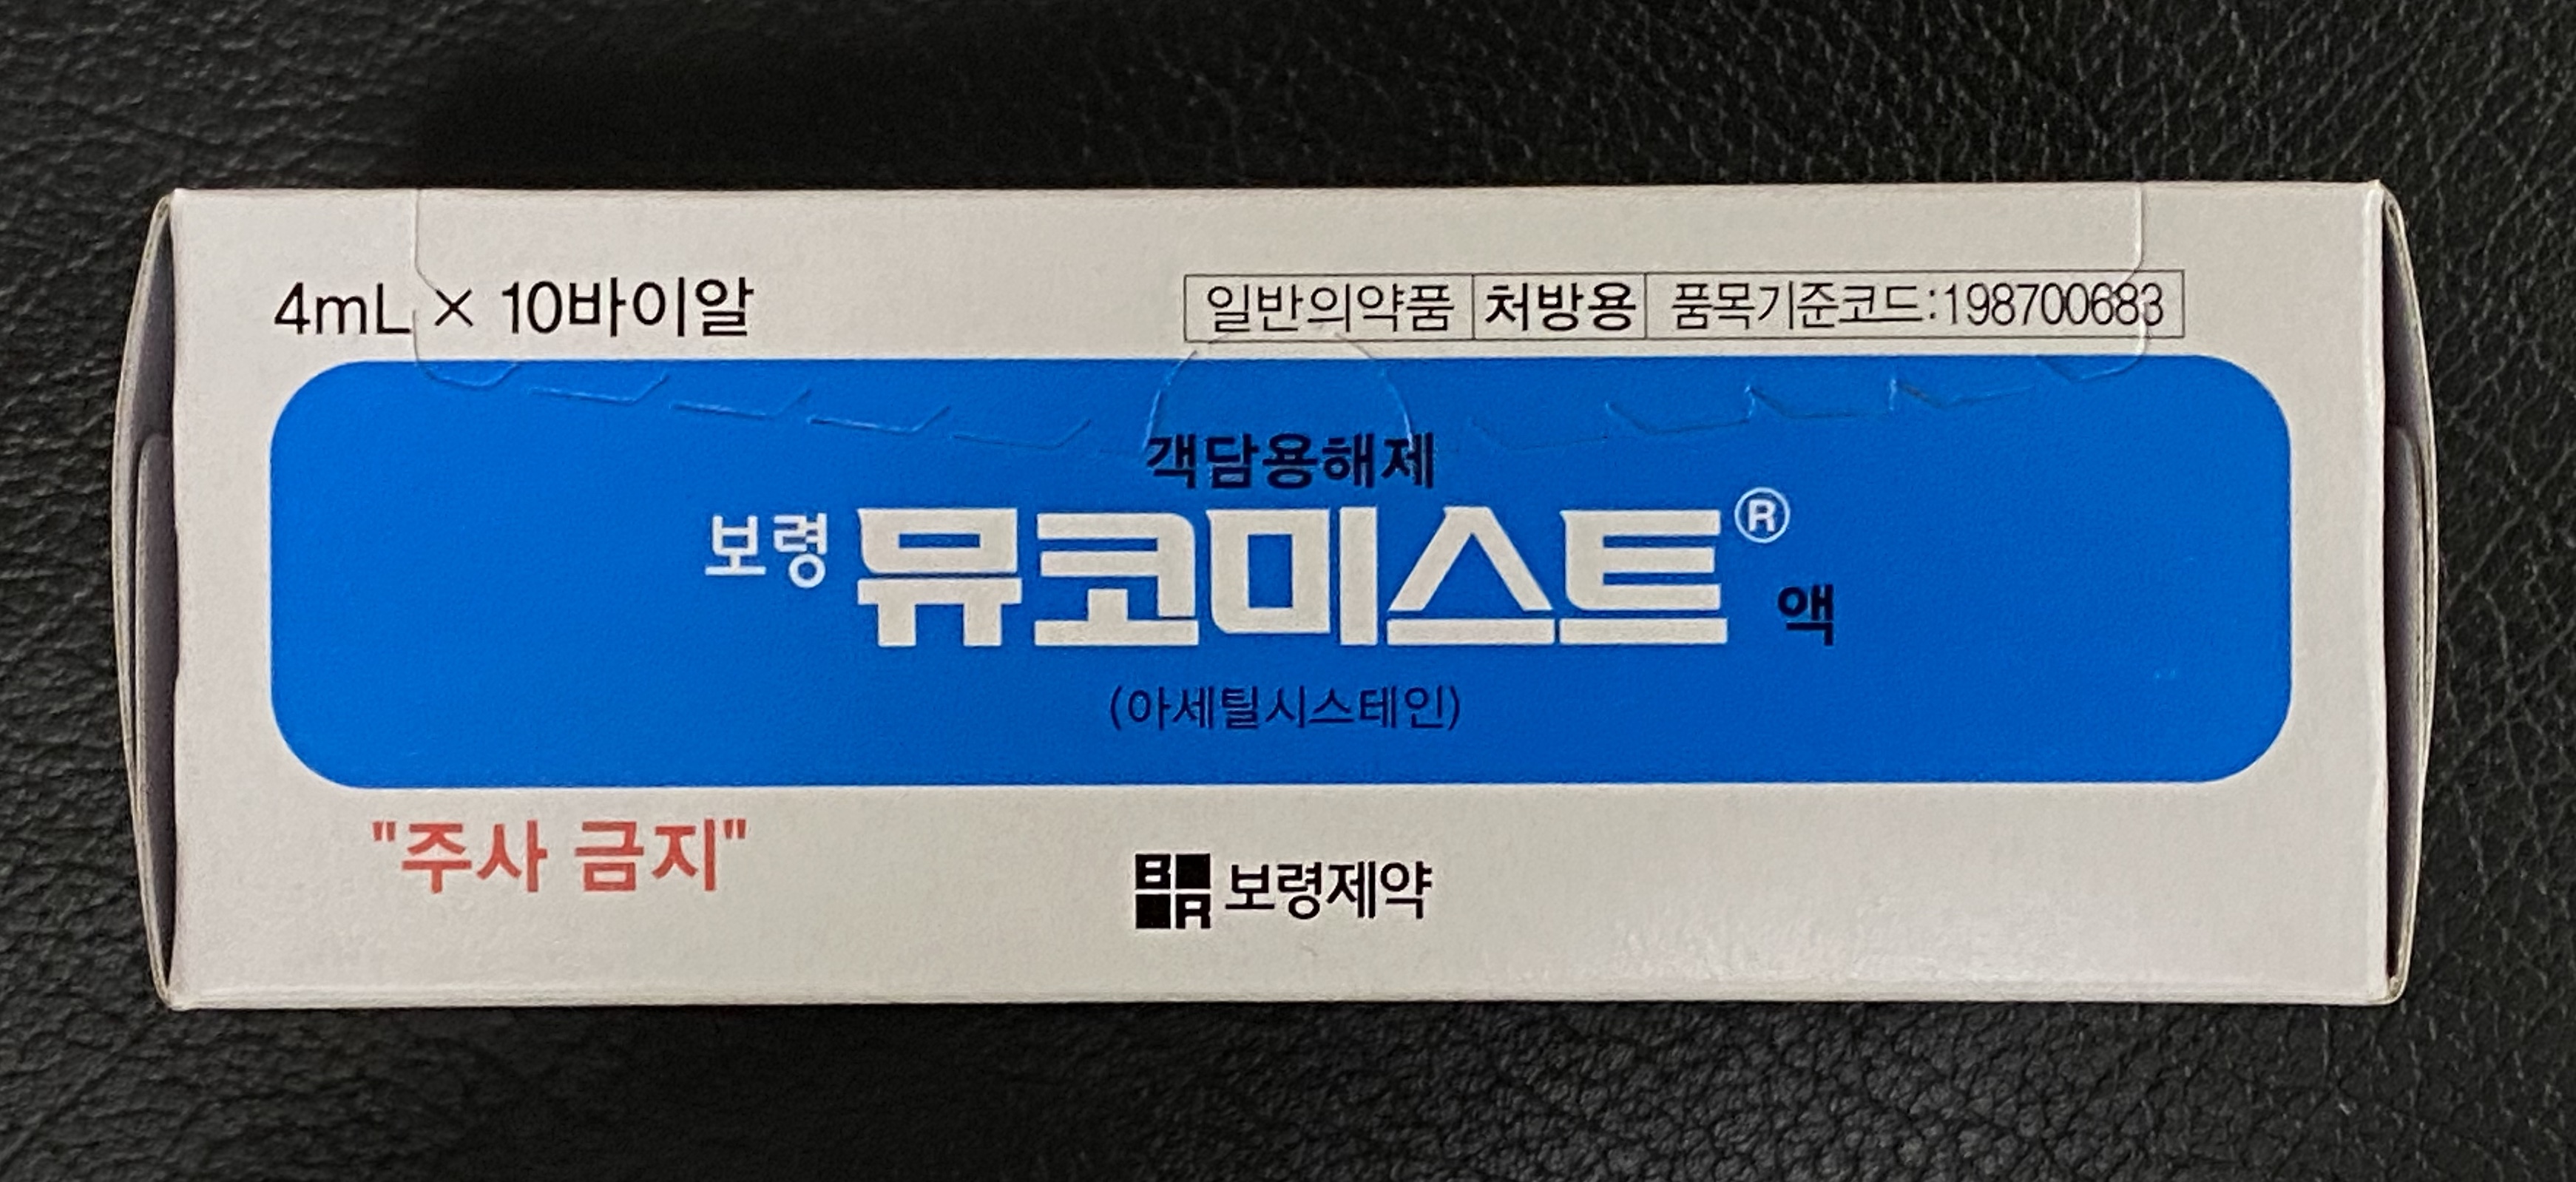 4mL × 10바이알
일반의약품 처방용 품목기준코드:198700683
객담용해제
보령 뮤코미스트® 액
(아세틸시스테인)
"주사 금지"
BR 보령제약